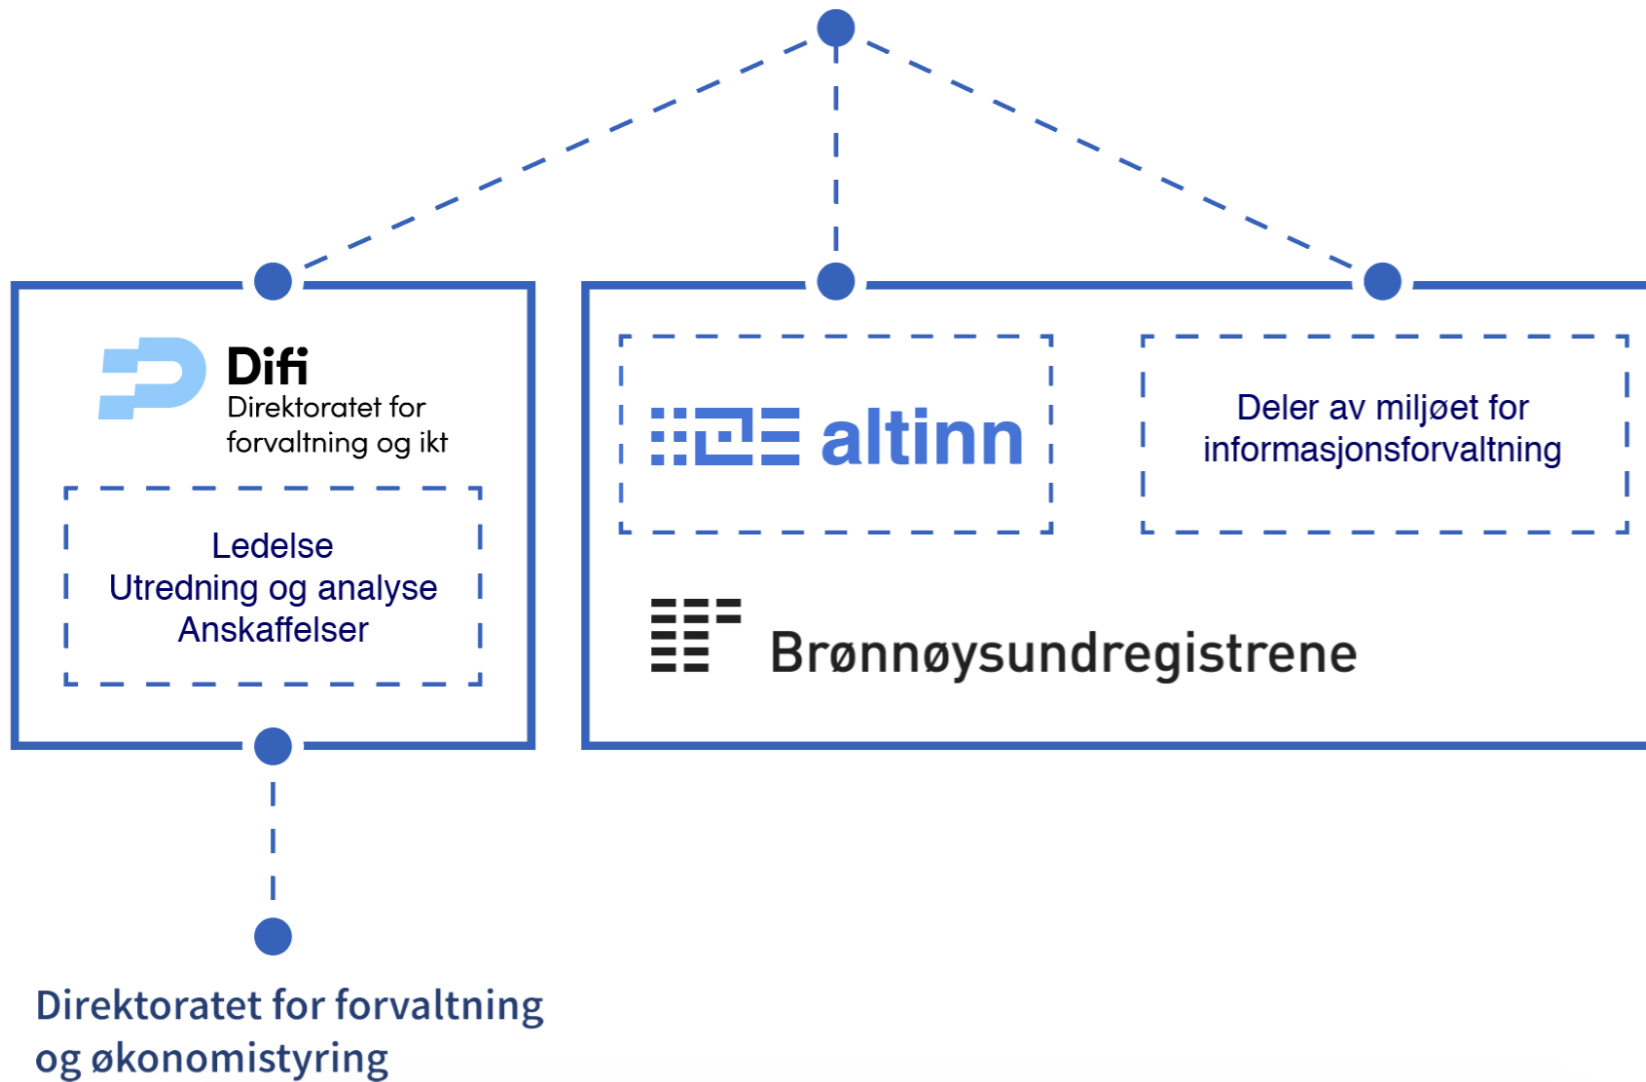 Difi
Direktoratet for
forvaltning og ikt
Ledelse
Utredning og analyse
Anskaffelser
altinn
Deler av miljøet for
informasjonsforvaltning
Brønnøysundregistrene
Direktoratet for forvaltning
og økonomistyring